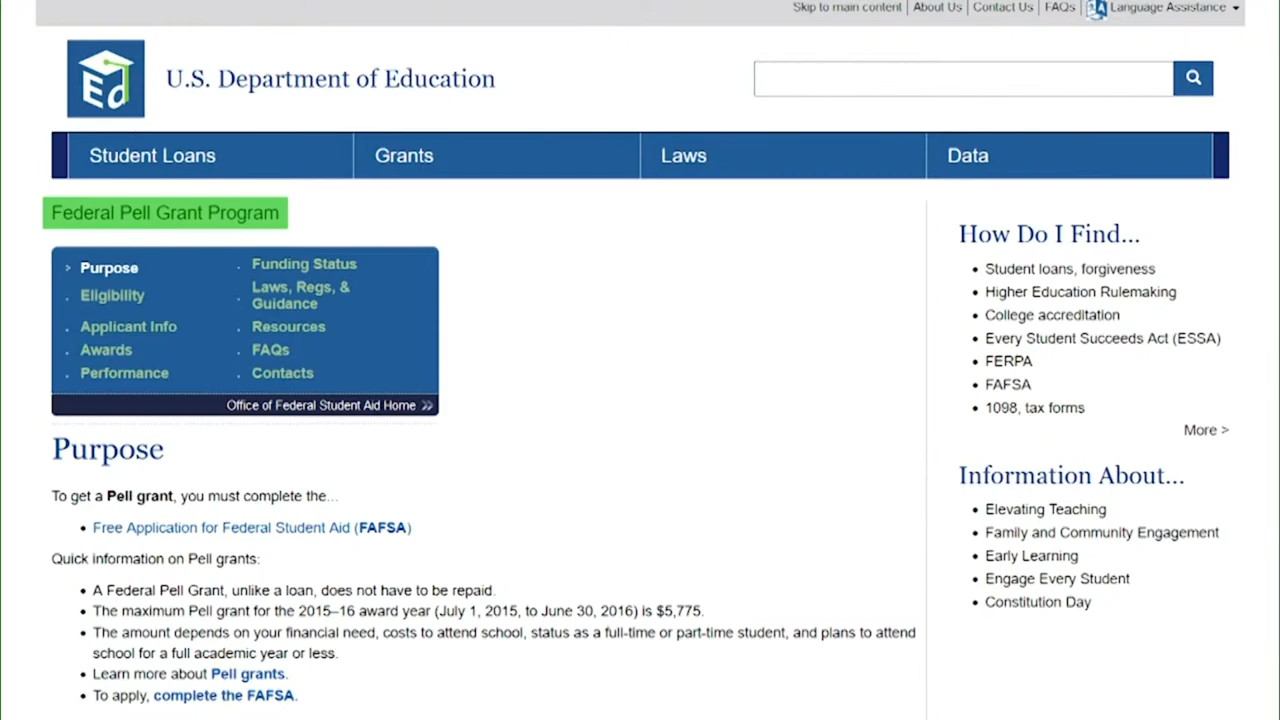 Skip to main content | About Us | Contact Us | FAQs | Language Assistance
Ed
U.S. Department of Education
Student Loans
Grants
Laws
Data
Federal Pell Grant Program
Purpose
Eligibility
Applicant Info
Awards
Performance
Funding Status
Laws, Regs, &
Guidance
Resources
FAQs
Contacts
Office of Federal Student Aid Home »
Purpose
To get a Pell grant, you must complete the...
• Free Application for Federal Student Aid (FAFSA)
Quick information on Pell grants:
• A Federal Pell Grant, unlike a loan, does not have to be repaid.
• The maximum Pell grant for the 2015–16 award year (July 1, 2015, to June 30, 2016) is $5,775.
• The amount depends on your financial need, costs to attend school, status as a full-time or part-time student, and plans to attend
school for a full academic year or less.
• Learn more about Pell grants.
• To apply, complete the FAFSA.
How Do I Find...
• Student loans, forgiveness
• Higher Education Rulemaking
• College accreditation
• Every Student Succeeds Act (ESSA)
• FERPA
• FAFSA
• 1098, tax forms
More >
Information About...
• Elevating Teaching
• Family and Community Engagement
• Early Learning
• Engage Every Student
• Constitution Day